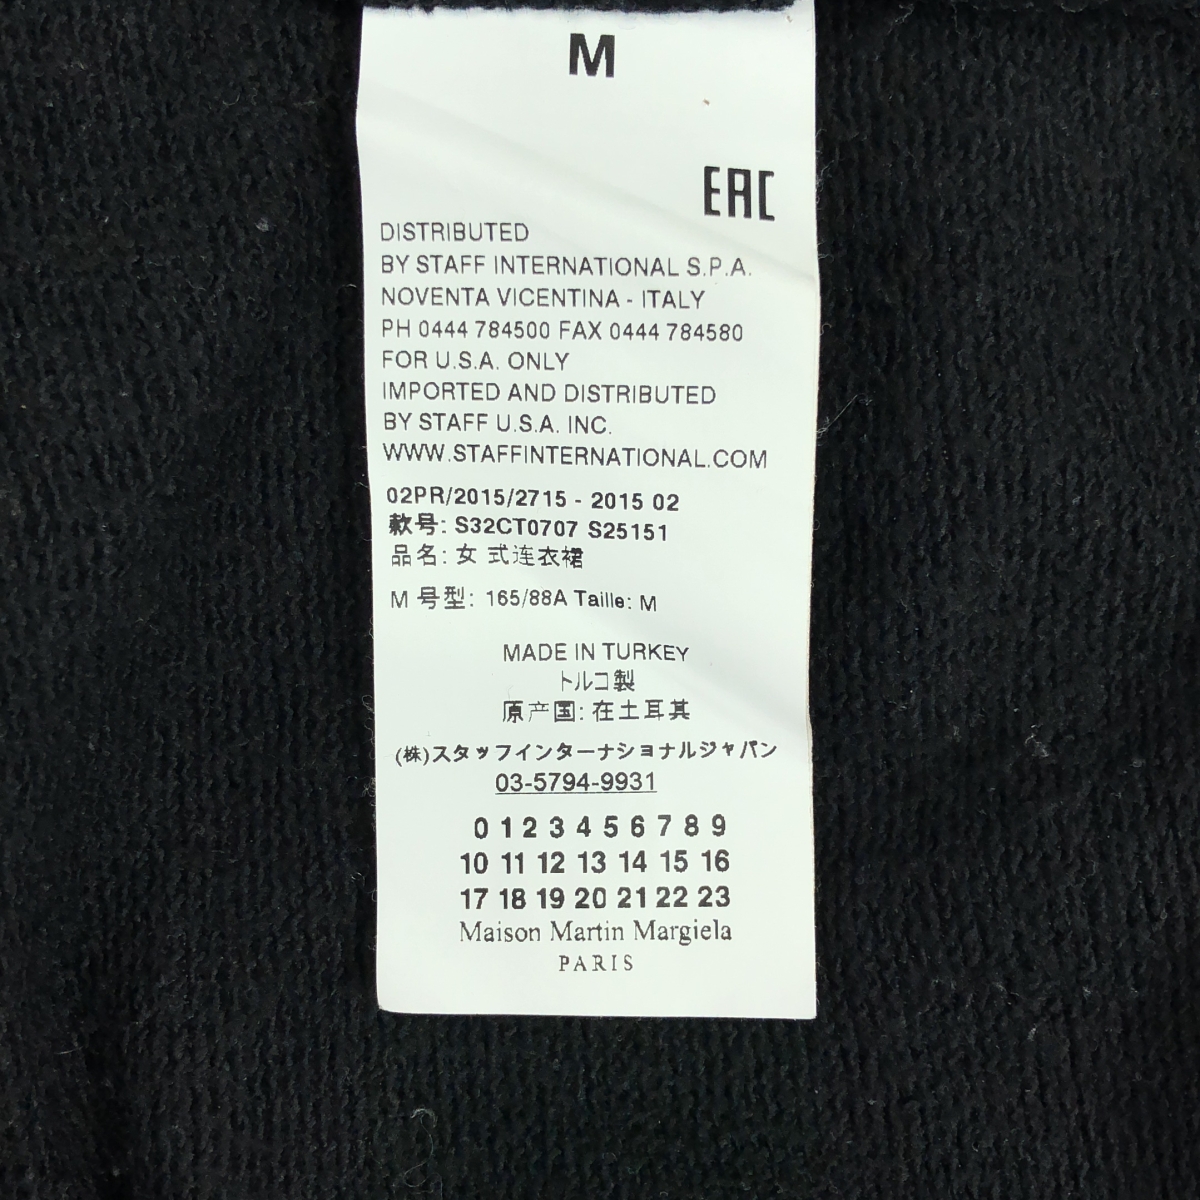 M
EAC
DISTRIBUTED
BY STAFF INTERNATIONAL S.P.A.
NOVENTA VICENTINA - ITALY
PH 0444 784500 FAX 0444 784580
FOR U.S.A. ONLY
IMPORTED AND DISTRIBUTED
BY STAFF U.S.A. INC.
WWW.STAFFINTERNATIONAL.COM
02PR/2015/2715 - 2015 02
款号: S32CT0707 S25151
品名: 女 式连衣裙
M 号型: 165/88A Taille: M
MADE IN TURKEY
トルコ製
原产国: 在土耳其
(株)スタッフインターナショナルジャパン
03-5794-9931
0 1 2 3 4 5 6 7 8 9
10 11 12 13 14 15 16
17 18 19 20 21 22 23
Maison Martin Margiela
PARIS